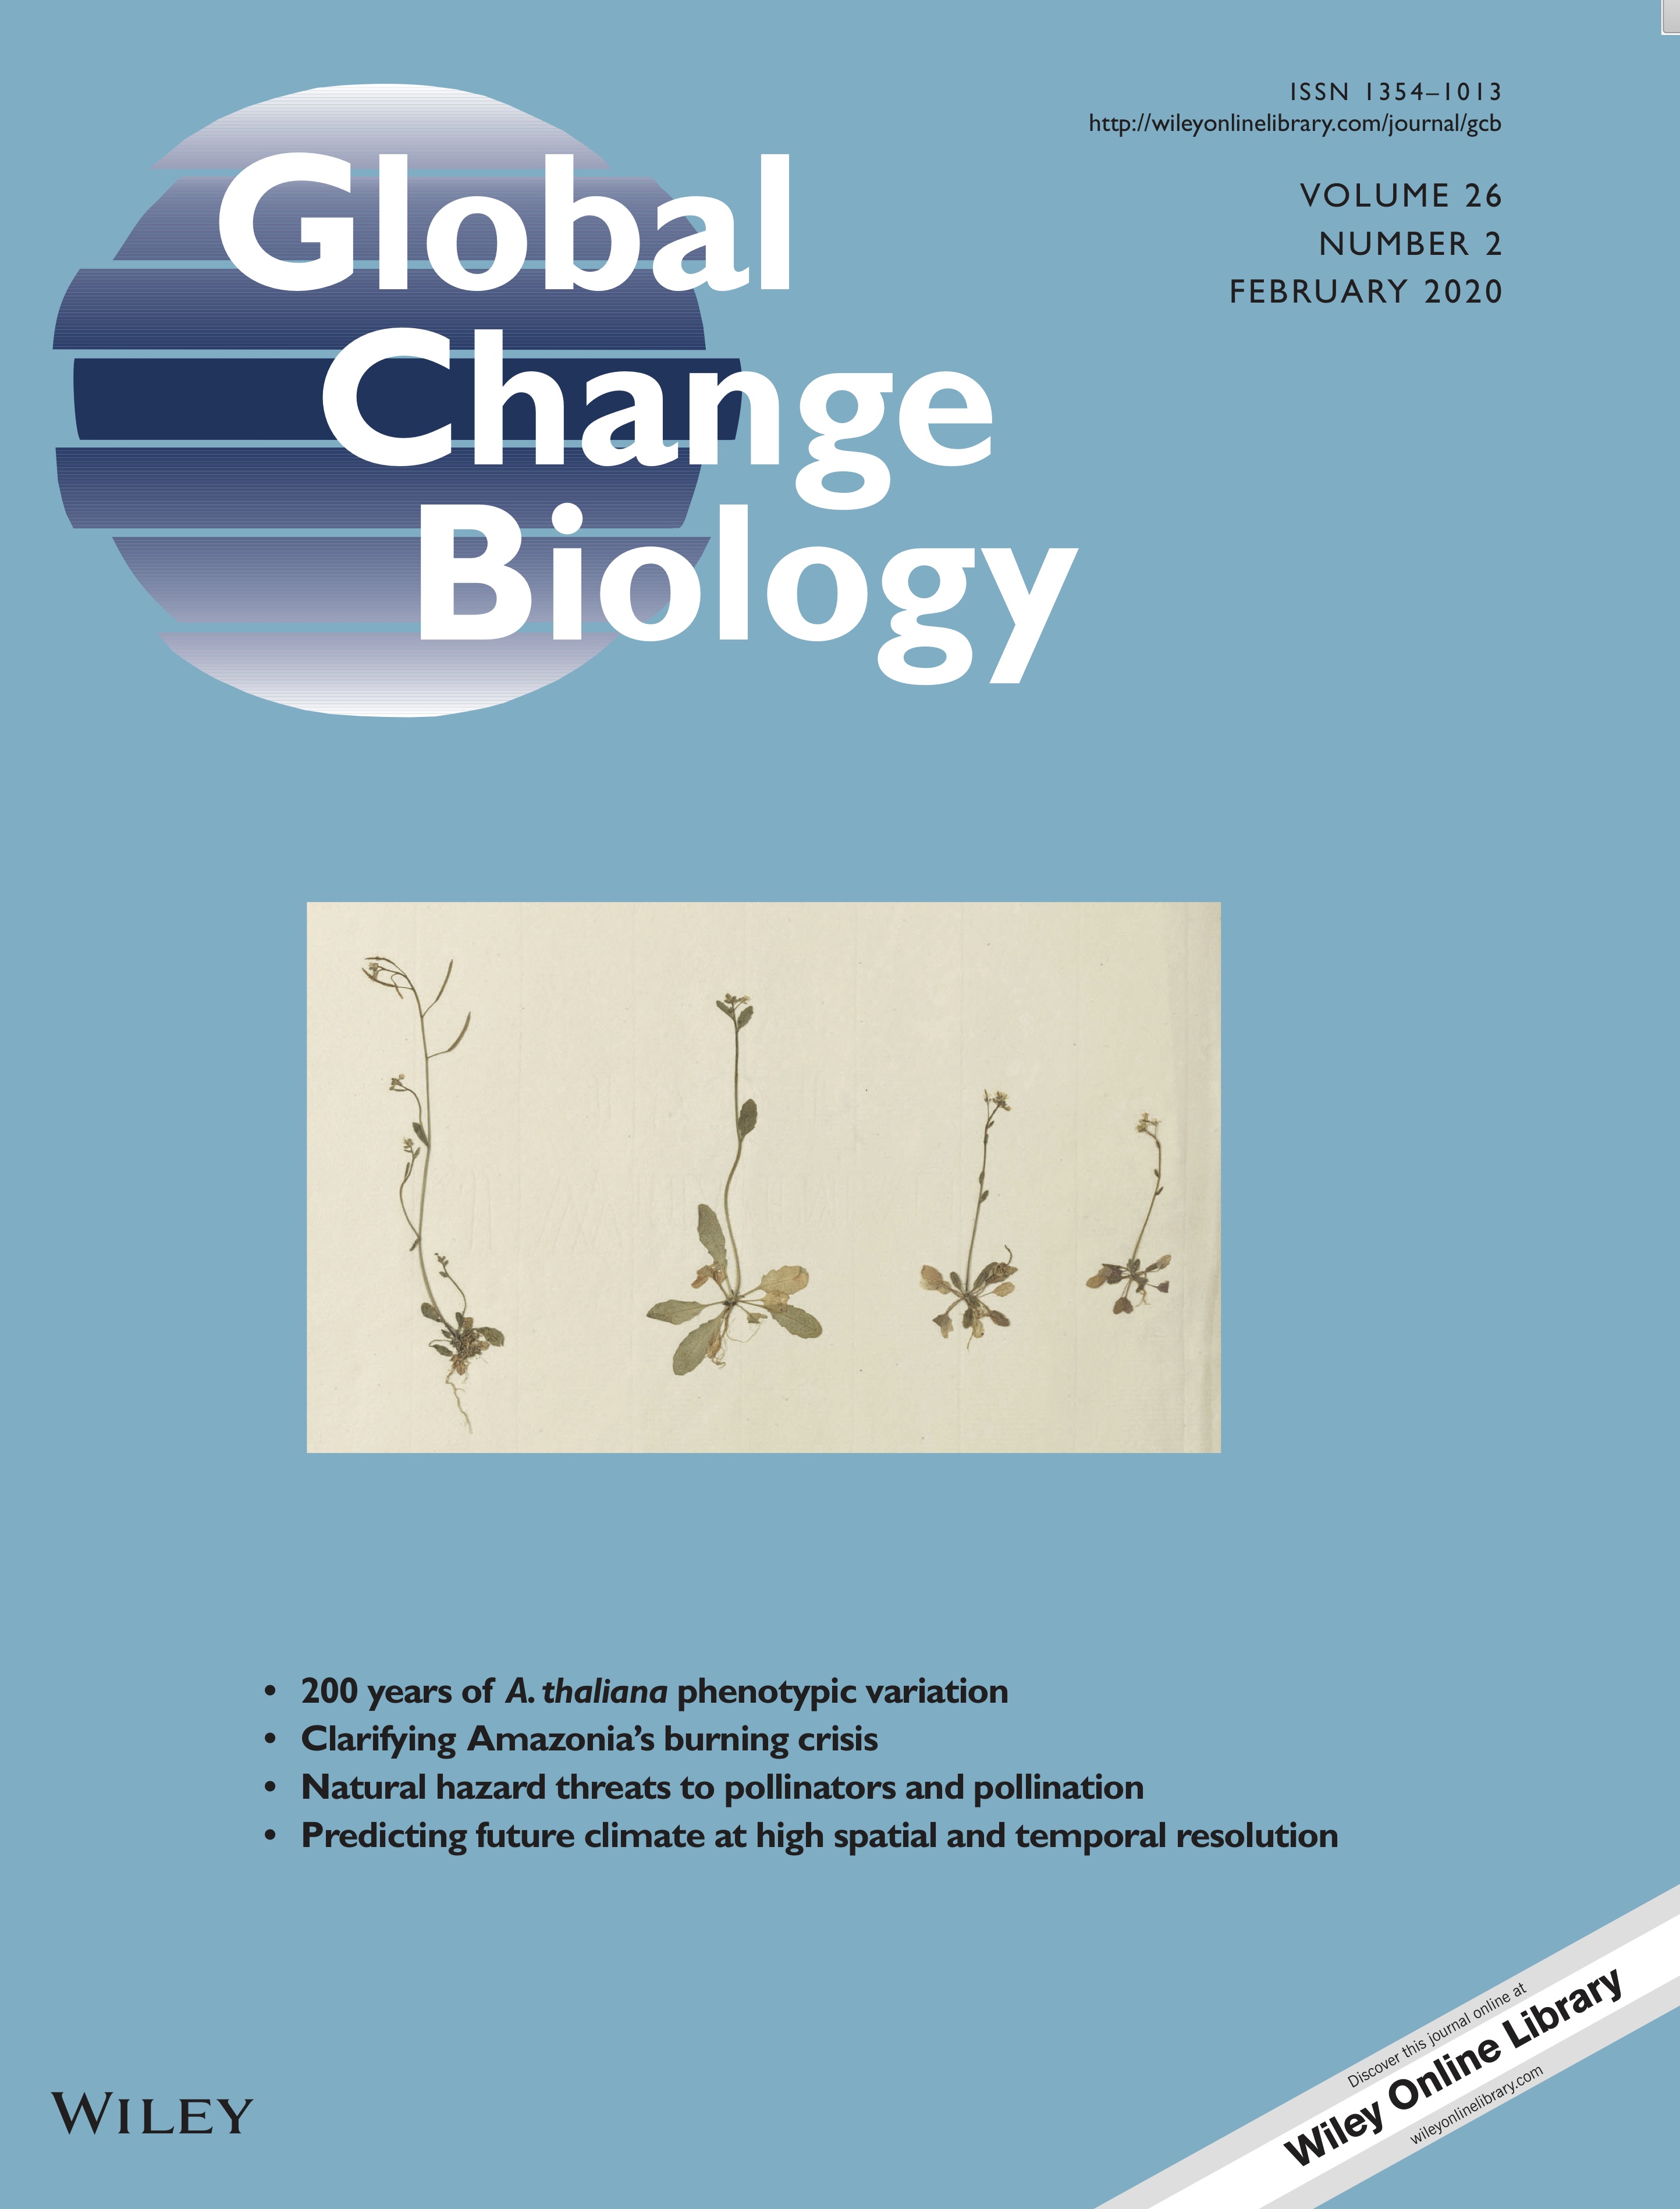 ISSN 1354–1013
http://wileyonlinelibrary.com/journal/gcb
VOLUME 26
NUMBER 2
FEBRUARY 2020
Global
Change
Biology
• 200 years of A. thaliana phenotypic variation
• Clarifying Amazonia’s burning crisis
• Natural hazard threats to pollinators and pollination
• Predicting future climate at high spatial and temporal resolution
WILEY
Discover this journal online at
Wiley Online Library
wileyonlinelibrary.com